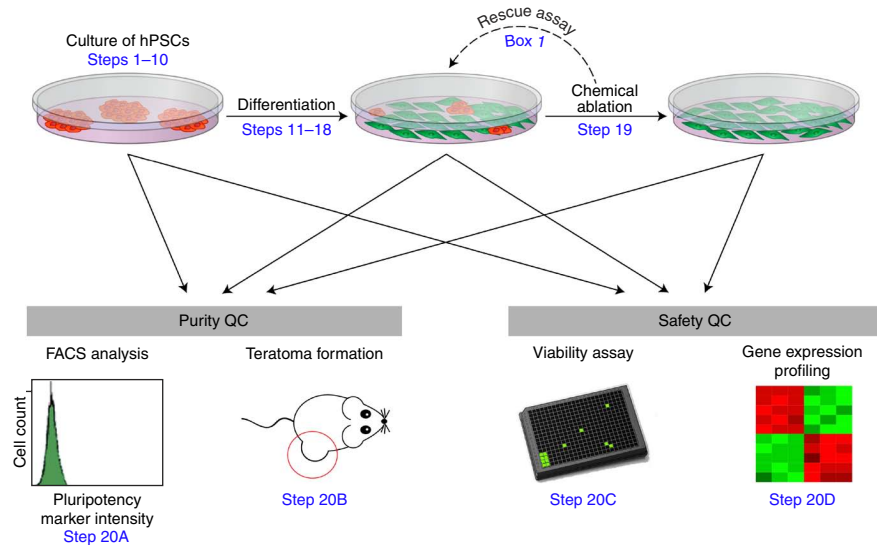 Rescue assay
Box 1
Culture of hPSCs
Steps 1–10
Differentiation
Steps 11–18
Chemical
ablation
Step 19
Purity QC
Safety QC
FACS analysis
Teratoma formation
Viability assay
Gene expression
profiling
Cell count
Pluripotency
marker intensity
Step 20A
Step 20B
Step 20C
Step 20D